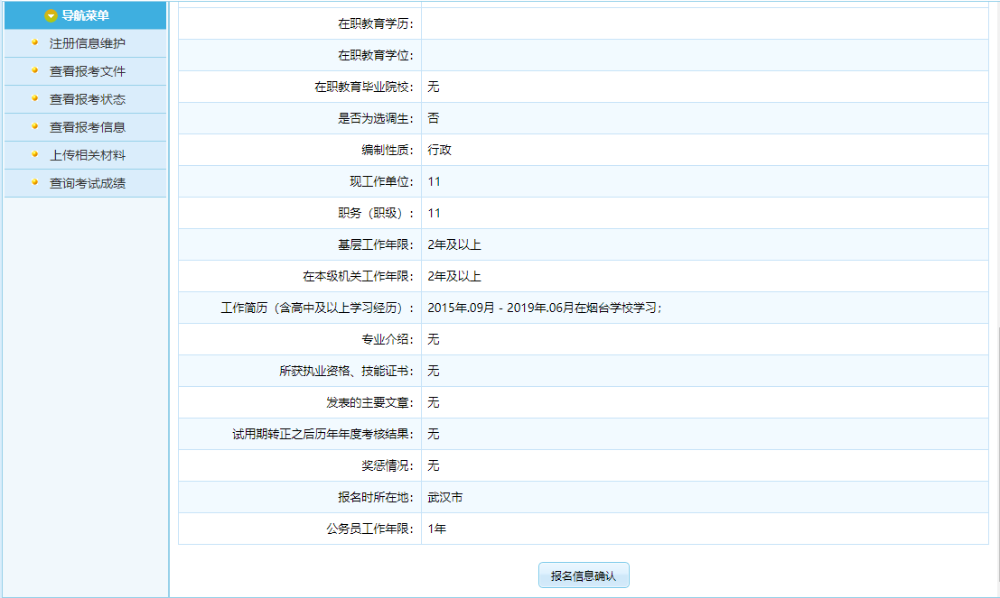 导航菜单
注册信息维护
查看报考文件
查看报考状态
查看报考信息
上传相关材料
查询考试成绩
在职教育学历：
在职教育学位：
在职教育毕业院校： 无
是否为选调生： 否
编制性质： 行政
现工作单位： 11
职务（职级）： 11
基层工作年限： 2年及以上
在本级机关工作年限： 2年及以上
工作简历（含高中及以上学习经历）： 2015年.09月 - 2019年.06月在烟台学校学习;
专业介绍： 无
所获执业资格、技能证书： 无
发表的主要文章： 无
试用期转正之后历年年度考核结果： 无
奖惩情况： 无
报名时所在地： 武汉市
公务员工作年限： 1年
报名信息确认